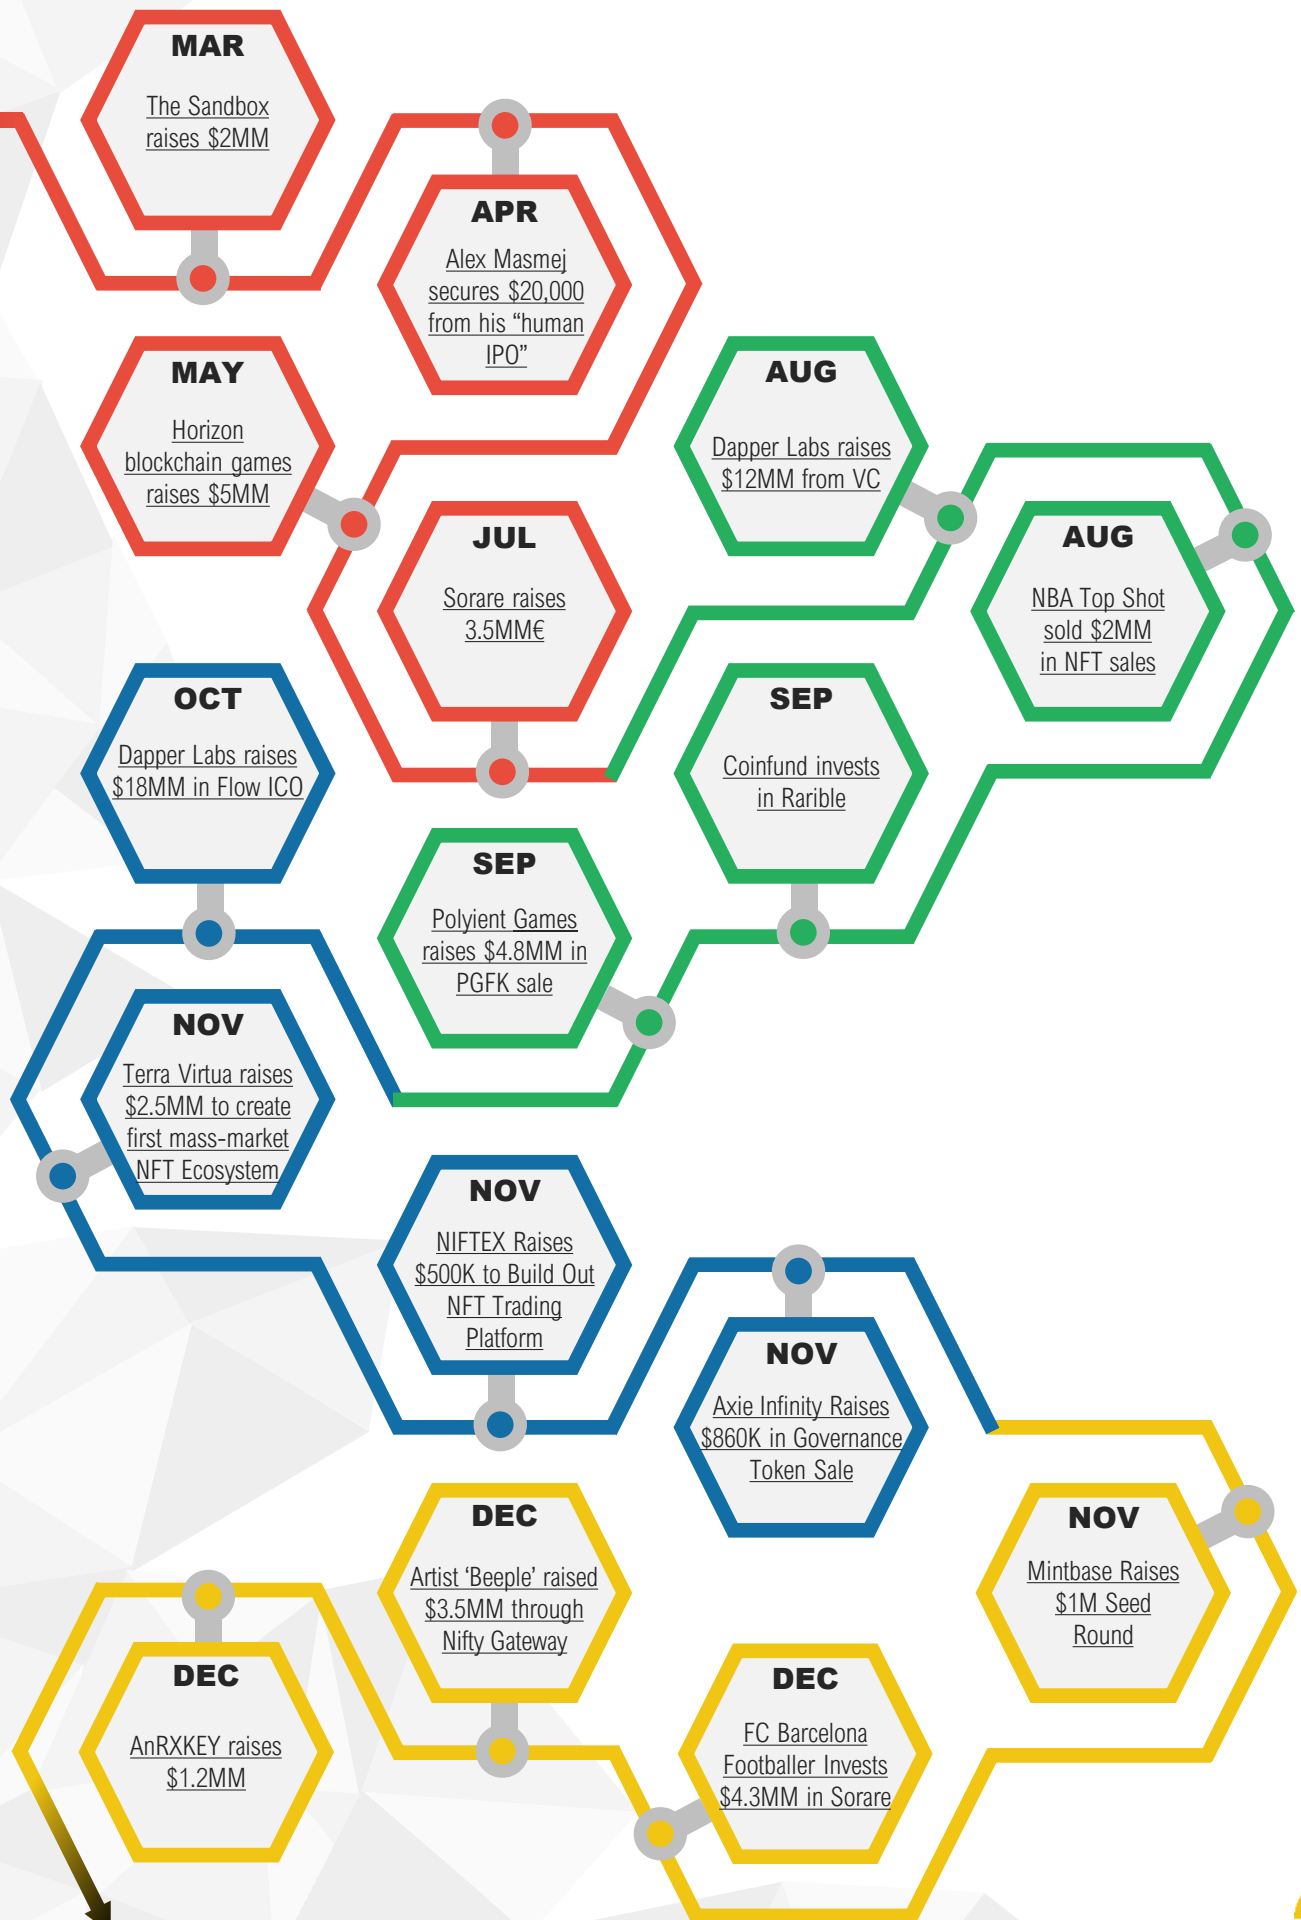 MAR
The Sandbox
raises $2MM
APR
Alex Masmej
secures $20,000
from his “human
IPO”
MAY
Horizon
blockchain games
raises $5MM
JUL
Sorare raises
3.5MM€
AUG
Dapper Labs raises
$12MM from VC
AUG
NBA Top Shot
sold $2MM
in NFT sales
SEP
Coinfund invests
in Rarible
SEP
Polyient Games
raises $4.8MM in
PGFK sale
OCT
Dapper Labs raises
$18MM in Flow ICO
NOV
Terra Virtua raises
$2.5MM to create
first mass-market
NFT Ecosystem
NOV
NIFTEX Raises
$500K to Build Out
NFT Trading
Platform
NOV
Axie Infinity Raises
$860K in Governance
Token Sale
NOV
Mintbase Raises
$1M Seed
Round
DEC
FC Barcelona
Footballer Invests
$4.3MM in Sorare
DEC
Artist ‘Beeple’ raised
$3.5MM through
Nifty Gateway
DEC
AnRXKEY raises
$1.2MM